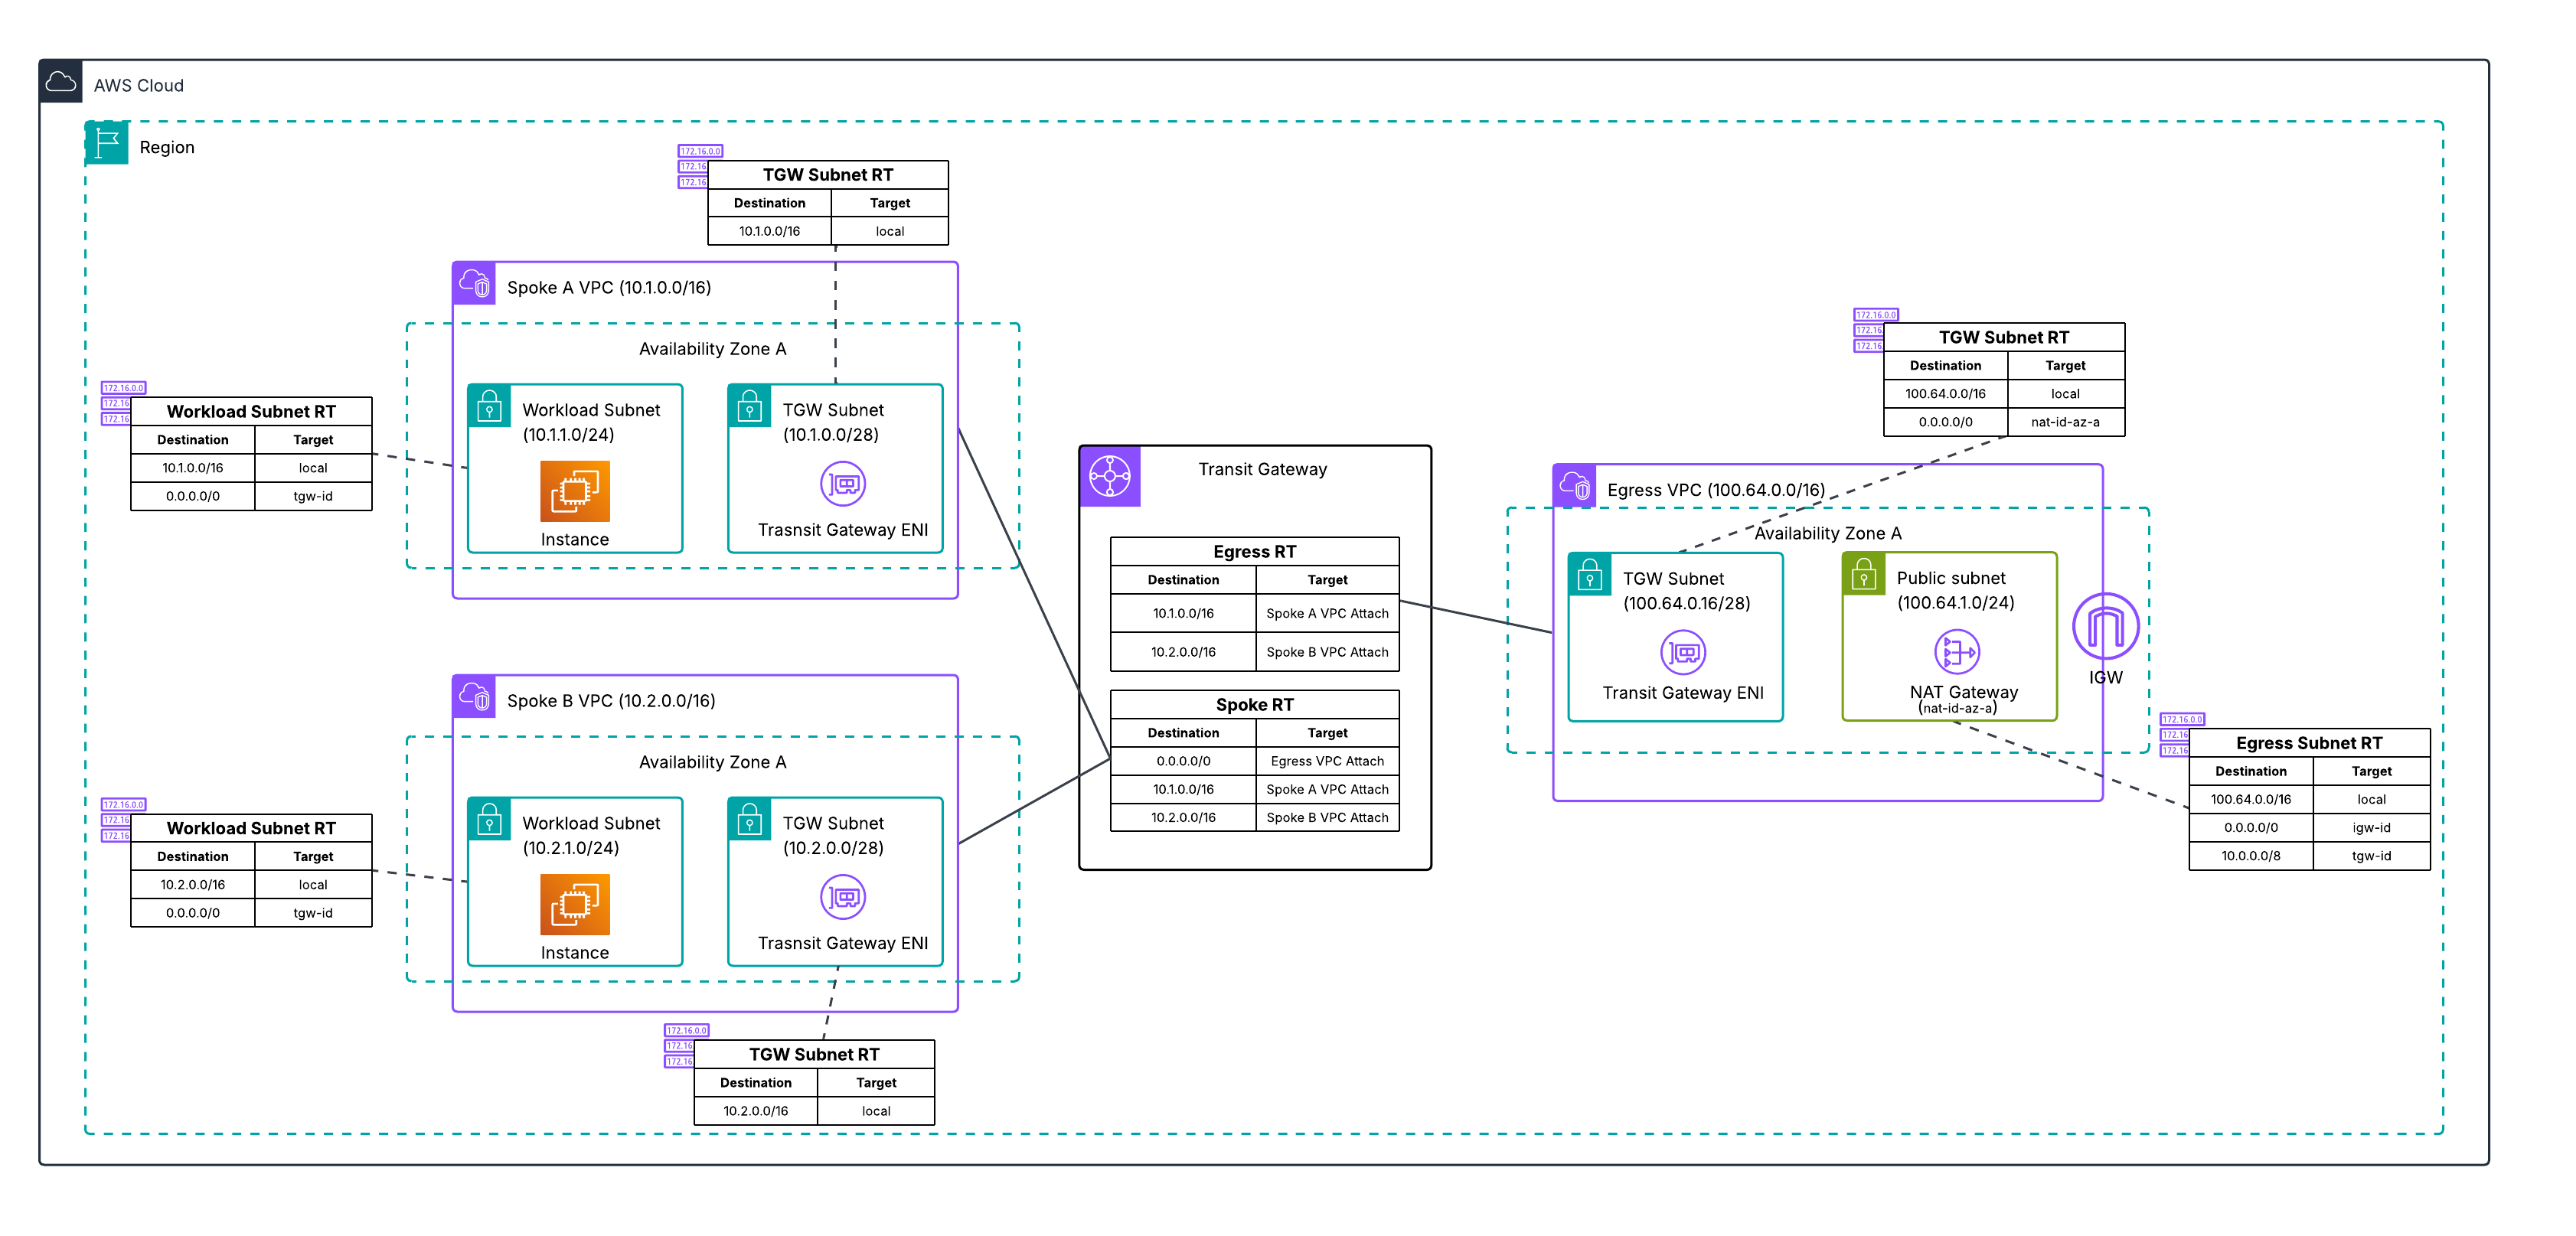 AWS Cloud
Region
172.16.0.0
172.16
172.16
TGW Subnet RT
Destination Target
10.1.0.0/16 local
Spoke A VPC (10.1.0.0/16)
Availability Zone A
172.16.0.0
172.16
172.16
Workload Subnet RT
Destination Target
10.1.0.0/16 local
0.0.0.0/0 tgw-id
Workload Subnet
(10.1.1.0/24)
Instance
TGW Subnet
(10.1.0.0/28)
Trasnsit Gateway ENI
Spoke B VPC (10.2.0.0/16)
Availability Zone A
172.16.0.0
172.16
172.16
Workload Subnet RT
Destination Target
10.2.0.0/16 local
0.0.0.0/0 tgw-id
Workload Subnet
(10.2.1.0/24)
Instance
TGW Subnet
(10.2.0.0/28)
Trasnsit Gateway ENI
172.16.0.0
172.16
172.16
TGW Subnet RT
Destination Target
10.2.0.0/16 local
Transit Gateway
Egress RT
Destination Target
10.1.0.0/16 Spoke A VPC Attach
10.2.0.0/16 Spoke B VPC Attach
Spoke RT
Destination Target
0.0.0.0/0 Egress VPC Attach
10.1.0.0/16 Spoke A VPC Attach
10.2.0.0/16 Spoke B VPC Attach
172.16.0.0
172.16
172.16
TGW Subnet RT
Destination Target
100.64.0.0/16 local
0.0.0.0/0 nat-id-az-a
Egress VPC (100.64.0.0/16)
Availability Zone A
TGW Subnet
(100.64.0.16/28)
Transit Gateway ENI
Public subnet
(100.64.1.0/24)
NAT Gateway
(nat-id-az-a)
IGW
172.16.0.0
172.16
172.16
Egress Subnet RT
Destination Target
100.64.0.0/16 local
0.0.0.0/0 igw-id
10.0.0.0/8 tgw-id